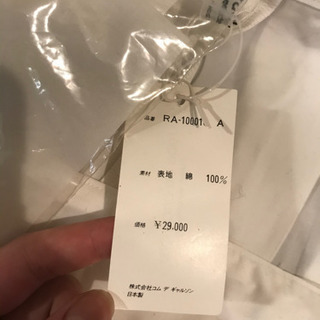 品番 RA-10001 A
素材 表地 綿 100%
価格 ¥29,000
株式会社コム デ ギャルソン
日本製